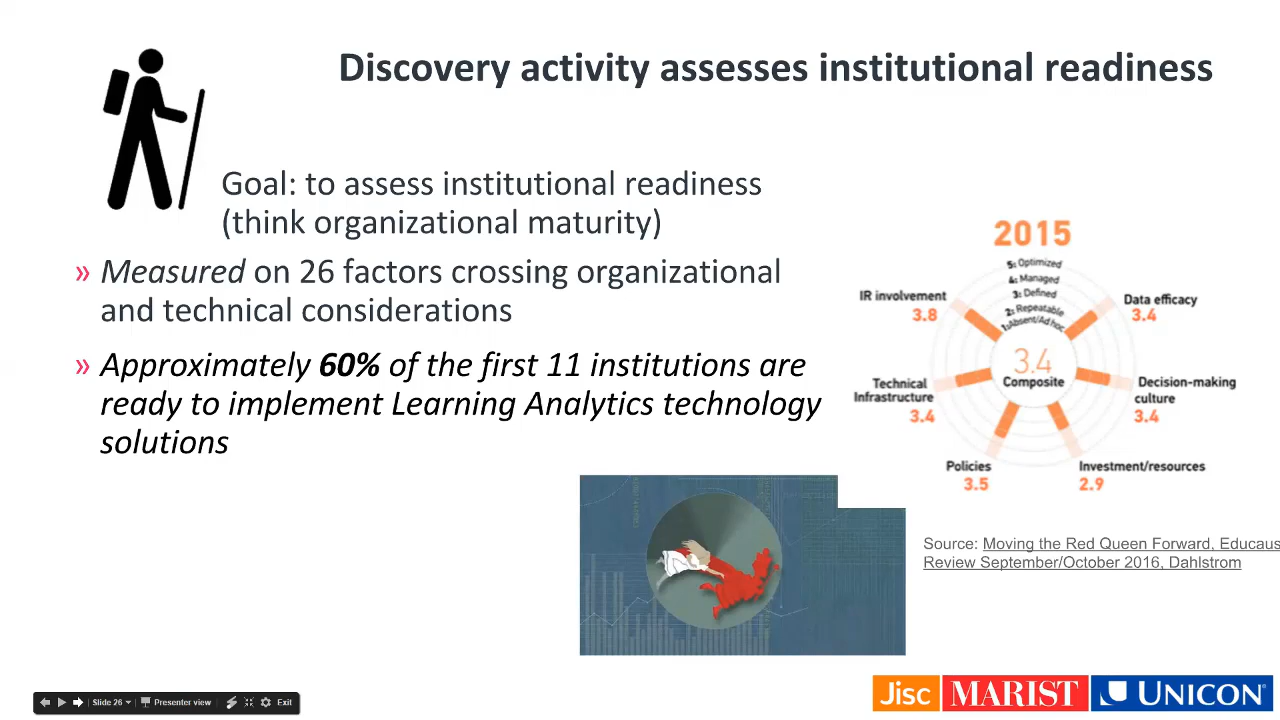 Discovery activity assesses institutional readiness
Goal: to assess institutional readiness
(think organizational maturity)
» Measured on 26 factors crossing organizational
and technical considerations
» Approximately 60% of the first 11 institutions are
ready to implement Learning Analytics technology
solutions
2015
5: Optimized
4: Managed
3: Defined
2: Repeatable
1: Absent/Ad hoc
IR involvement
3.8
Data efficacy
3.4
3.4
Composite
Technical
Infrastructure
3.4
Decision-making
culture
3.4
Policies
3.5
Investment/resources
2.9
Source: Moving the Red Queen Forward, Educaus
Review September/October 2016, Dahlstrom
Jisc
MARIST
UNICON®
Slide 26
Presenter view
Exit